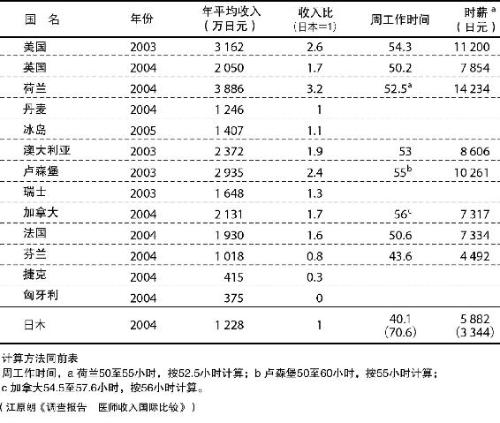 国 名 年份 年平均收入（万日元） 收入比（日本=1） 周工作时间 时薪a（日元）
美国 2003 3 162 2.6 54.3 11 200
英国 2004 2 050 1.7 50.2 7 854
荷兰 2004 3 886 3.2 52.5a 14 234
丹麦 2004 1 246 1
冰岛 2005 1 407 1.1
澳大利亚 2003 2 372 1.9 53 8 606
卢森堡 2003 2 935 2.4 55b 10 261
瑞士 2003 1 648 1.3
加拿大 2004 2 131 1.7 56c 7 317
法国 2004 1 930 1.6 50.6 7 334
芬兰 2004 1 018 0.8 43.6 4 492
捷克 2004 415 0.3
匈牙利 2004 375 0
日木 2004 1 228 1 40.1（70.6） 5 882（3 344）
计算方法同前表
周工作时间，a 荷兰50至55小时，按52.5小时计算；b 卢森堡50至60小时，按55小时计算；
c 加拿大54.5至57.6小时，按56小时计算。
（江原朗《调查报告 医师收入国际比较》）